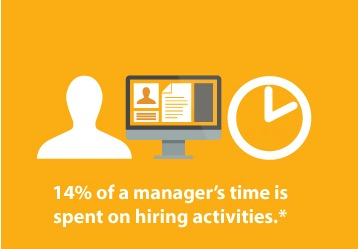 14% of a manager’s time is
spent on hiring activities.*